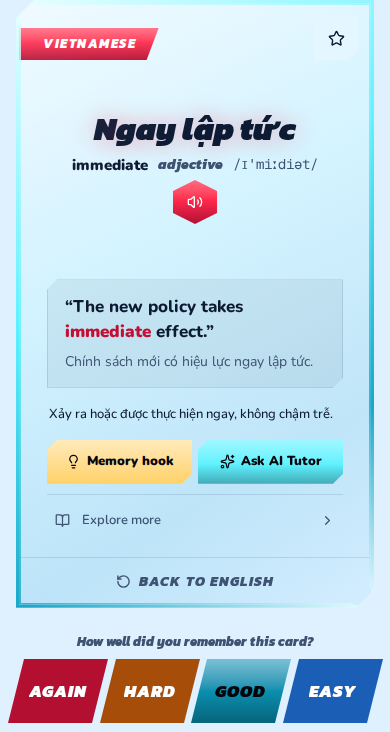 VIETNAMESE
Ngay lập tức
immediate adjective /ɪˈmiːdiət/
“The new policy takes
immediate effect.”
Chính sách mới có hiệu lực ngay lập tức.
Xảy ra hoặc được thực hiện ngay, không chậm trễ.
Memory hook
Ask AI Tutor
Explore more
BACK TO ENGLISH
How well did you remember this card?
AGAIN
HARD
GOOD
EASY